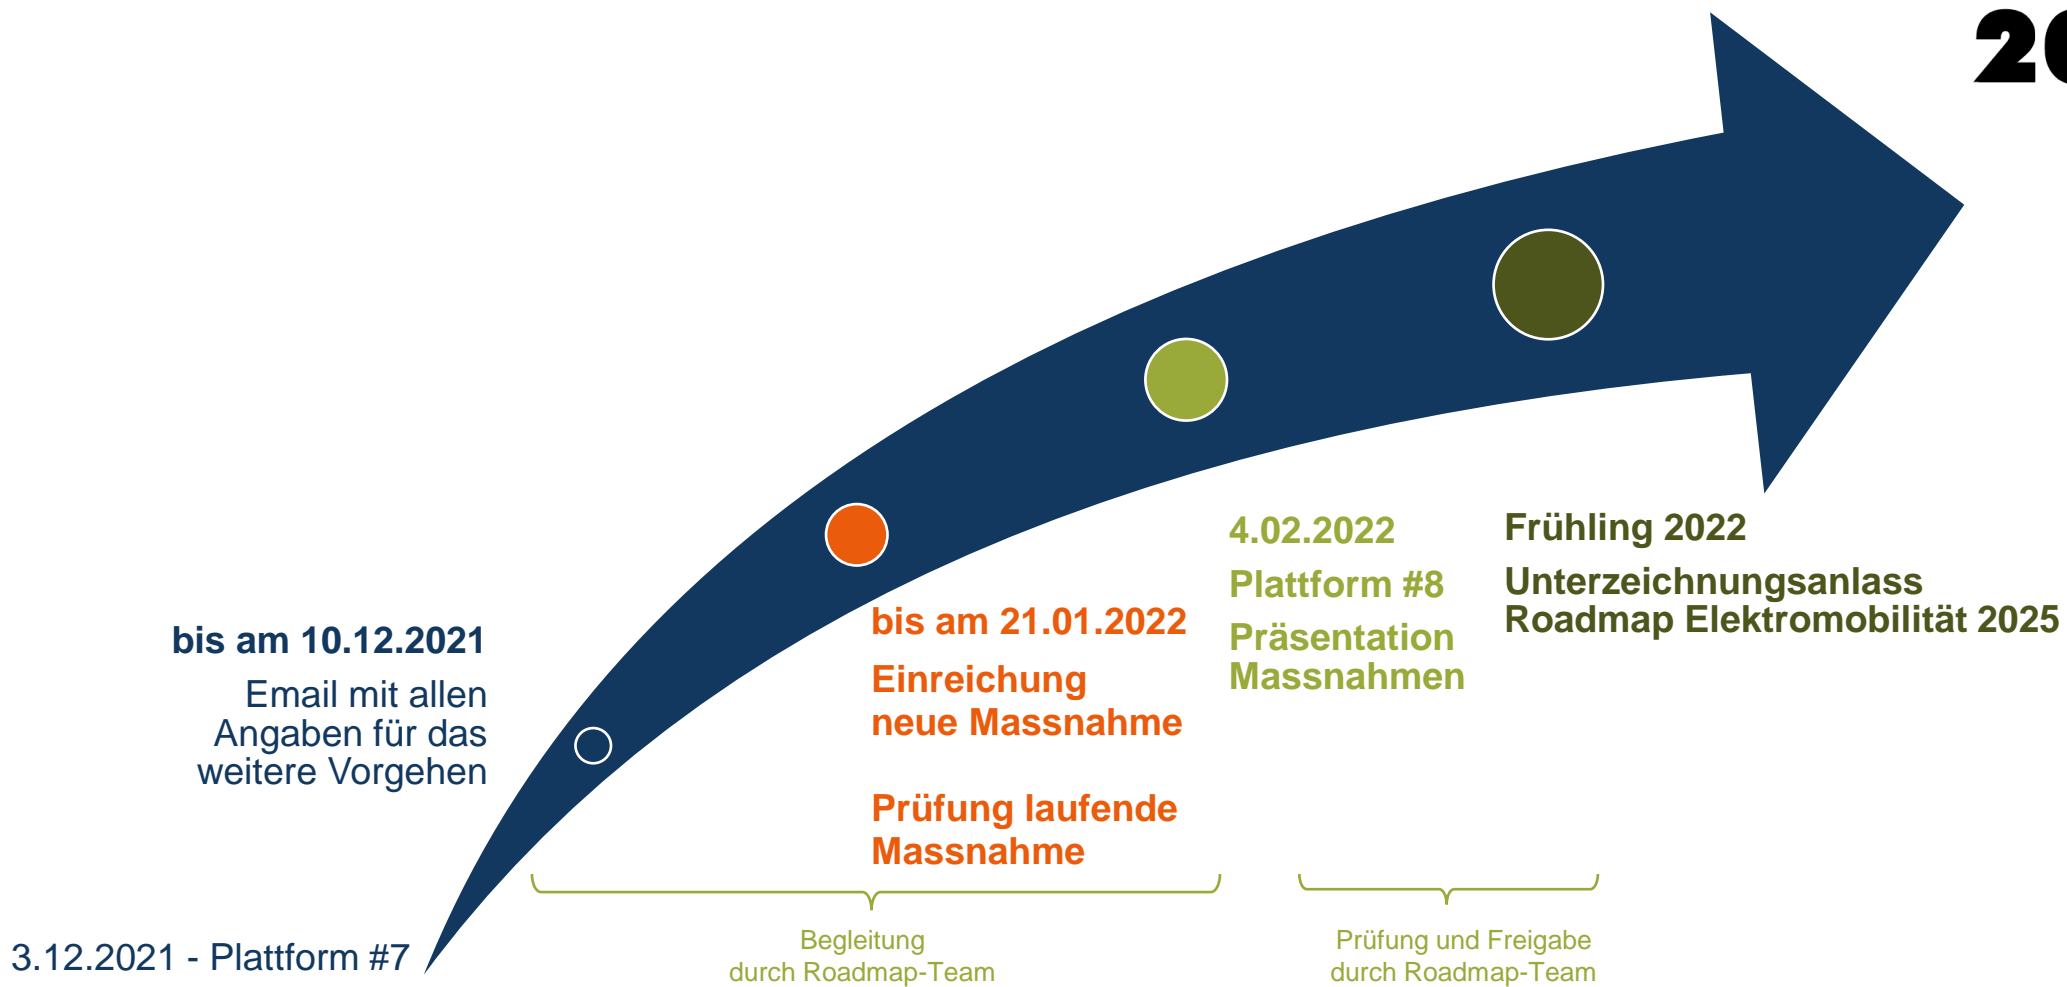 3.12.2021 - Plattform #7
bis am 10.12.2021
Email mit allen
Angaben für das
weitere Vorgehen
bis am 21.01.2022
Einreichung
neue Massnahme
Prüfung laufende
Massnahme
4.02.2022
Plattform #8
Präsentation
Massnahmen
Frühling 2022
Unterzeichnungsanlass
Roadmap Elektromobilität 2025
Begleitung
durch Roadmap-Team
Prüfung und Freigabe
durch Roadmap-Team